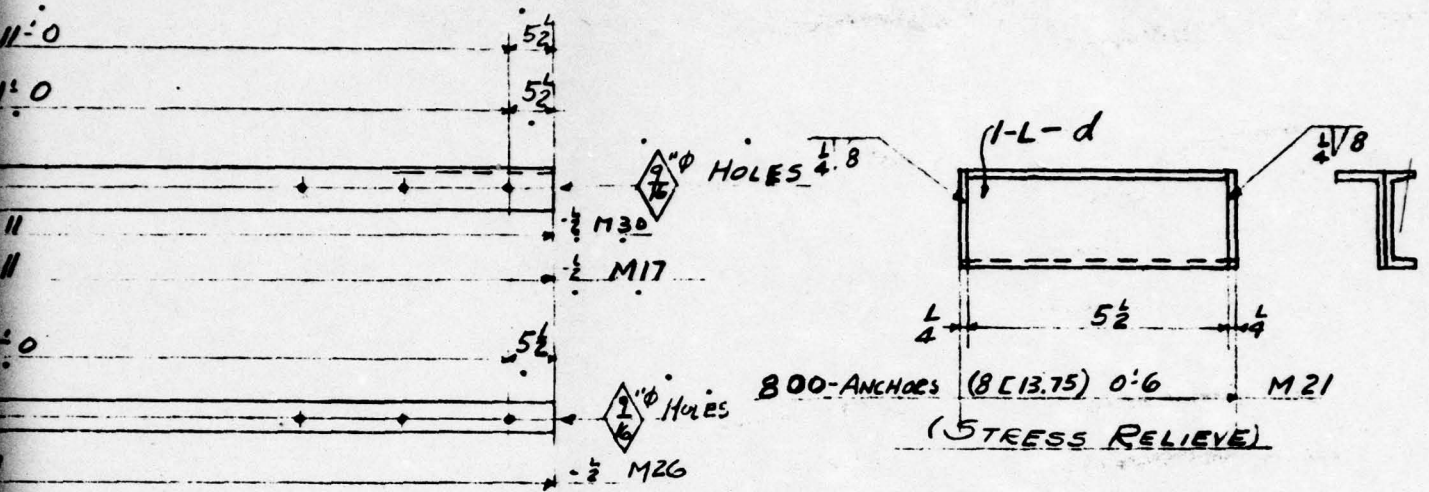 11-0
5½
1-0
5½
9/16 "φ HOLES
11
-½ M30
11
-½ M17
0
5½
9/16 "φ HOLES
-½ M26
¼ 8
1-L-d
¼ 8
¼ 5½ ¼
800-ANCHORS (8 [ 13.75) 0-6 M21
(STRESS RELIEVE)